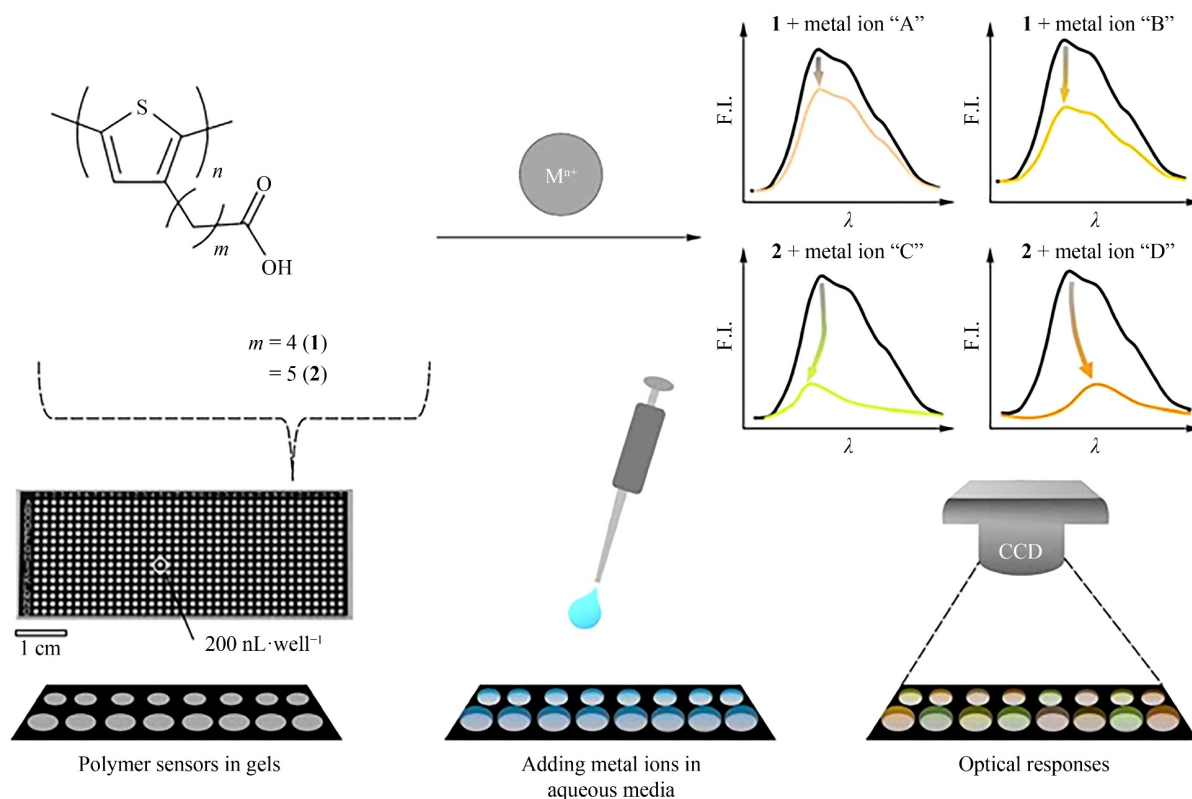 S
n
O
m
OH
m = 4 (1)
= 5 (2)
Mⁿ⁺
1 + metal ion “A”
F.I.
λ
1 + metal ion “B”
F.I.
λ
2 + metal ion “C”
F.I.
λ
2 + metal ion “D”
F.I.
λ
1 cm
200 nL·well⁻¹
CCD
Polymer sensors in gels
Adding metal ions in
aqueous media
Optical responses